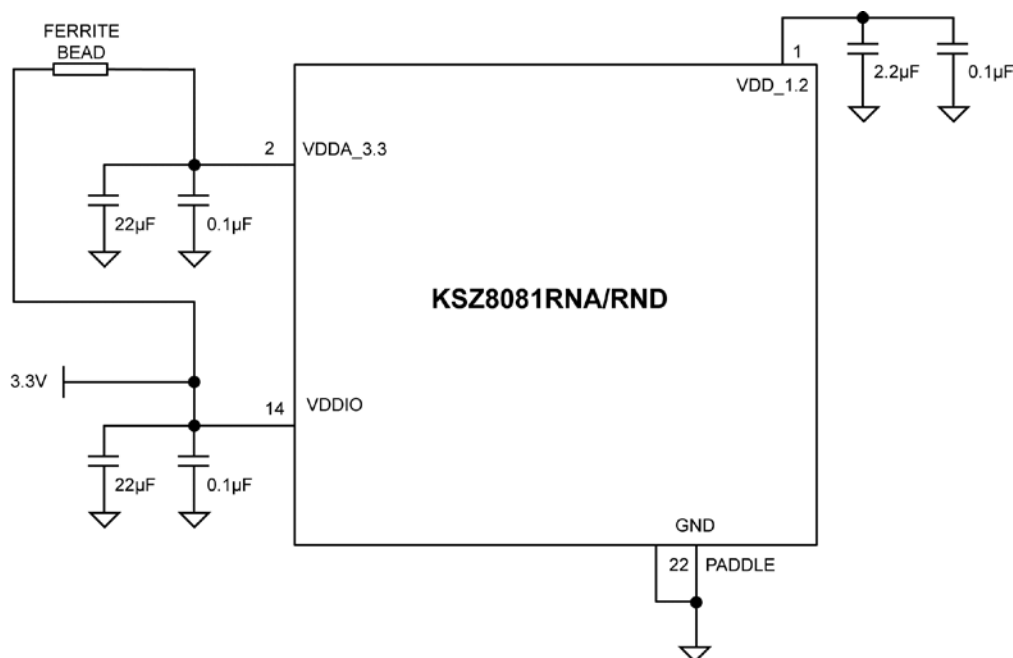 FERRITE
BEAD
1
VDD_1.2
2.2µF
0.1µF
2
VDDA_3.3
22µF
0.1µF
KSZ8081RNA/RND
3.3V
14
VDDIO
22µF
0.1µF
GND
22
PADDLE